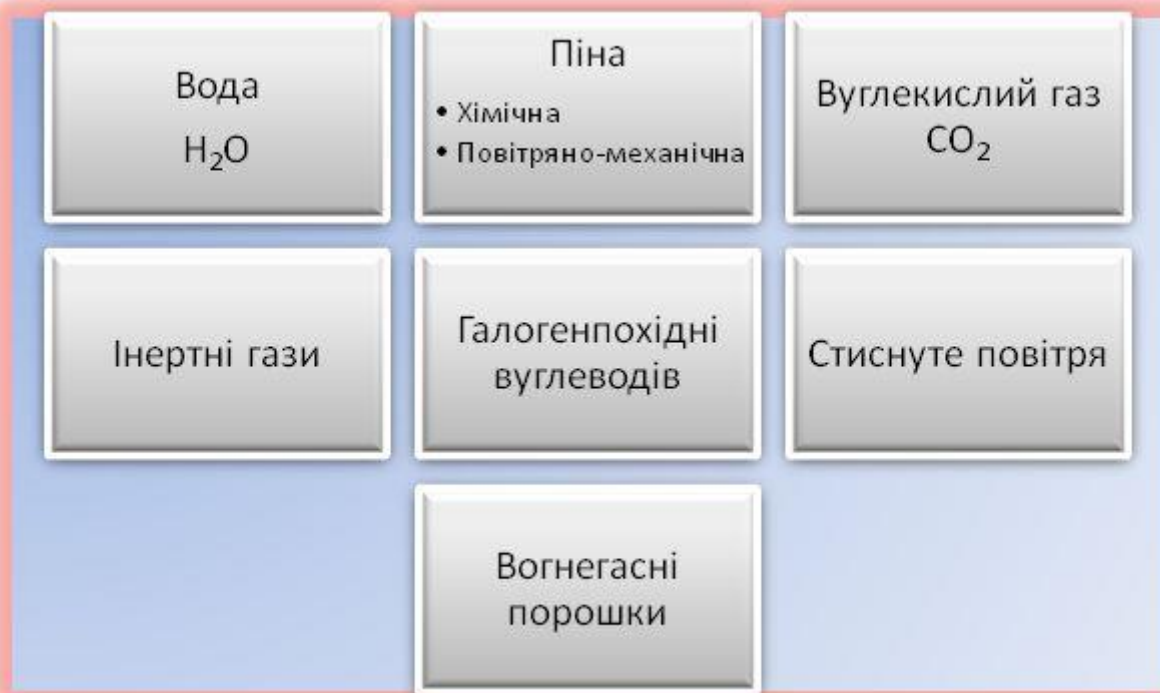 Вода
H₂O
Піна
• Хімічна
• Повітряно-механічна
Вуглекислий газ
CO₂
Інертні гази
Галогенпохідні
вуглеводів
Стиснуте повітря
Вогнегасні
порошки